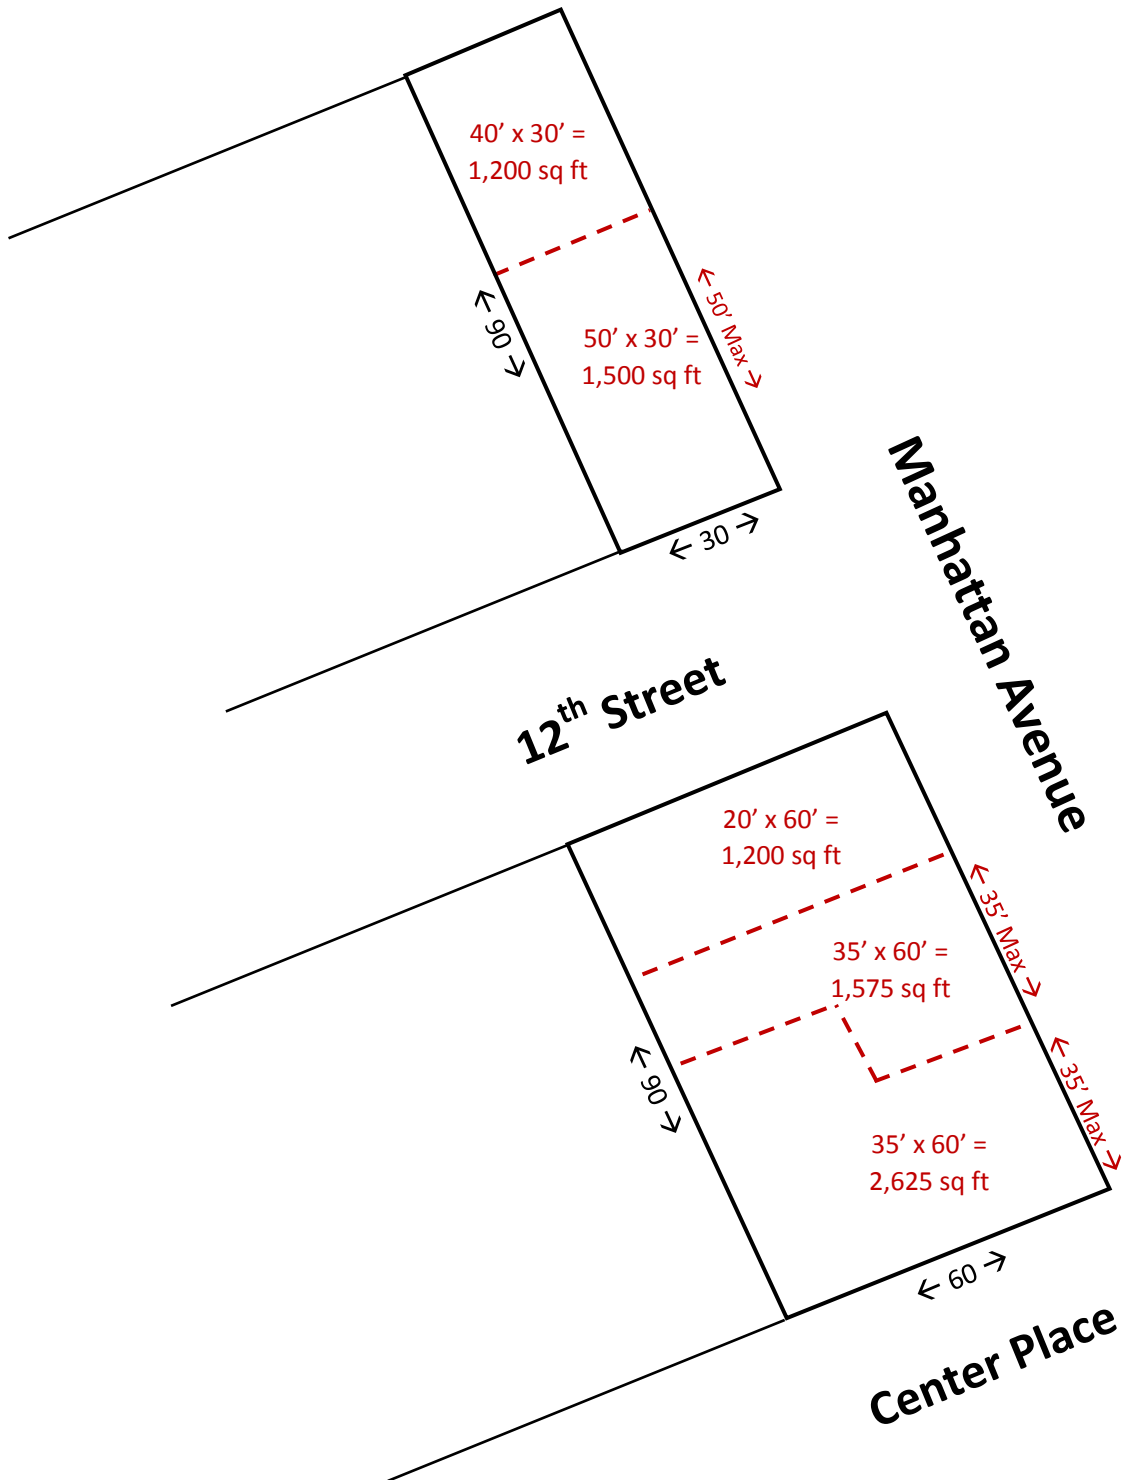 40’ x 30’ =
1,200 sq ft
50’ x 30’ =
1,500 sq ft
← 90 →
← 50’ Max →
← 30 →
Manhattan Avenue
12th Street
20’ x 60’ =
1,200 sq ft
35’ x 60’ =
1,575 sq ft
← 35’ Max →
← 90 →
← 35’ Max →
35’ x 60’ =
2,625 sq ft
← 60 →
Center Place